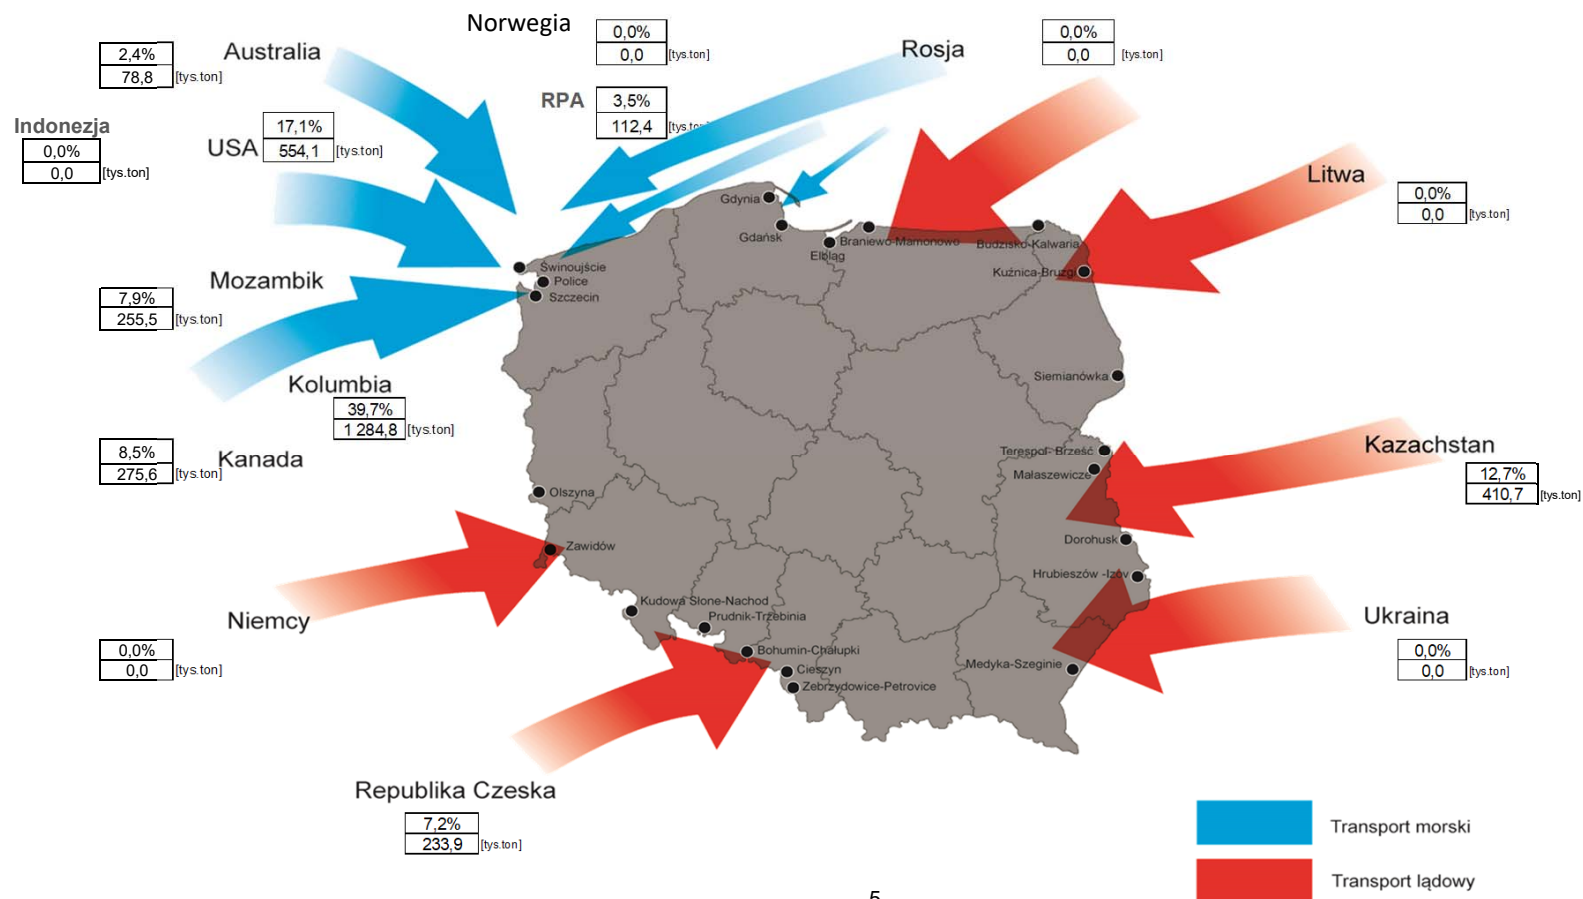 Norwegia
0,0%
0,0 [tys.ton]
Rosja
0,0%
0,0 [tys.ton]
Australia
2,4%
78,8 [tys.ton]
RPA
3,5%
112,4 [tys.ton]
Indonezja
0,0%
0,0 [tys.ton]
USA
17,1%
554,1 [tys.ton]
Litwa
0,0%
0,0 [tys.ton]
Mozambik
7,9%
255,5 [tys.ton]
Kolumbia
39,7%
1 284,8 [tys.ton]
Kanada
8,5%
275,6 [tys.ton]
Kazachstan
12,7%
410,7 [tys.ton]
Niemcy
0,0%
0,0 [tys.ton]
Ukraina
0,0%
0,0 [tys.ton]
Republika Czeska
7,2%
233,9 [tys.ton]
Gdynia
Gdańsk
Elbląg
Braniewo-Mamonowo
Budzisko-Kalwaria
Kuźnica-Bruzgi
Świnoujście
Police
Szczecin
Siemianówka
Terespol- Brześć
Małaszewicze
Olszyna
Zawidów
Dorohusk
Hrubieszów -Izov
Kudowa Słone-Nachod
Prudnik-Trzebinia
Bohumin-Chałupki
Cieszyn
Zebrzydowice-Petrovice
Medyka-Szeginie
Transport morski
Transport lądowy
5